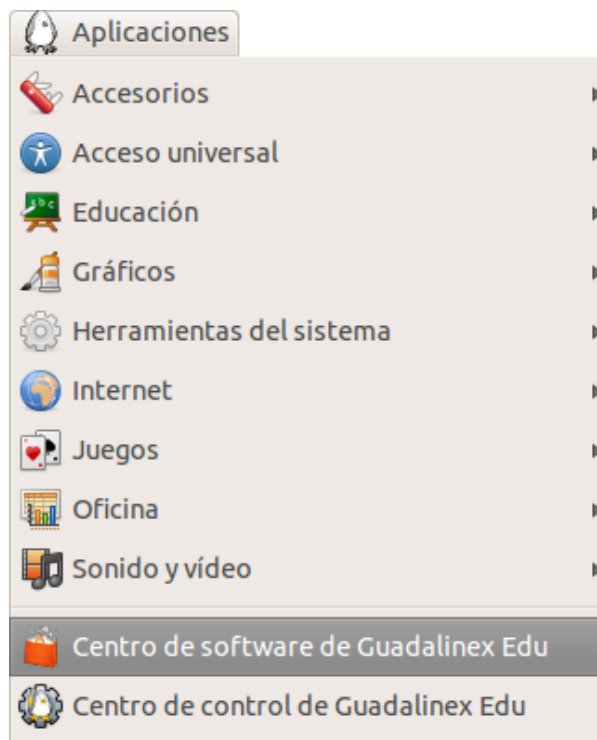 Aplicaciones
Accesorios
Acceso universal
Educación
Gráficos
Herramientas del sistema
Internet
Juegos
Oficina
Sonido y vídeo
Centro de software de Guadalinex Edu
Centro de control de Guadalinex Edu